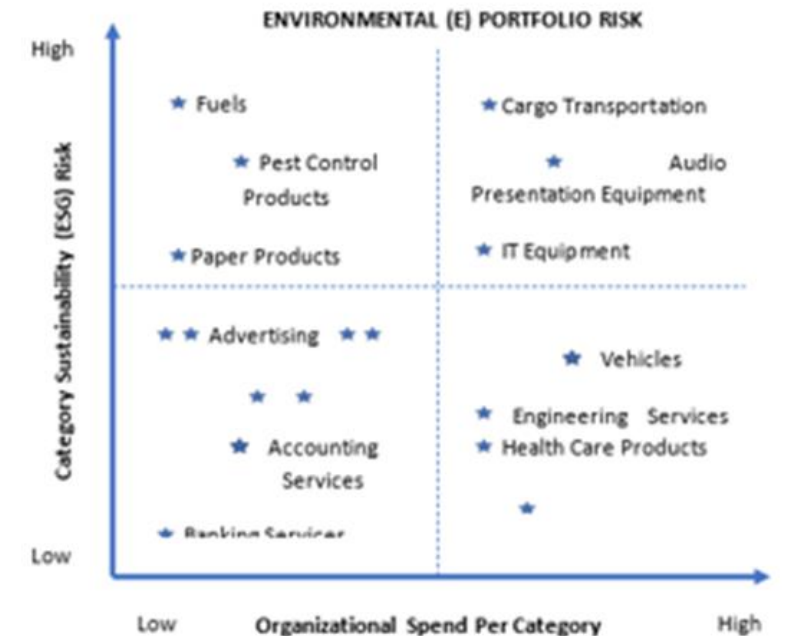 ENVIRONMENTAL (E) PORTFOLIO RISK
High
Fuels
Cargo Transportation
Pest Control
Products
Audio
Presentation Equipment
Paper Products
IT Equipment
Category Sustainability (ESG) Risk
Advertising
Vehicles
Engineering Services
Accounting
Services
Health Care Products
Banking
Low
Low
Organizational Spend Per Category
High